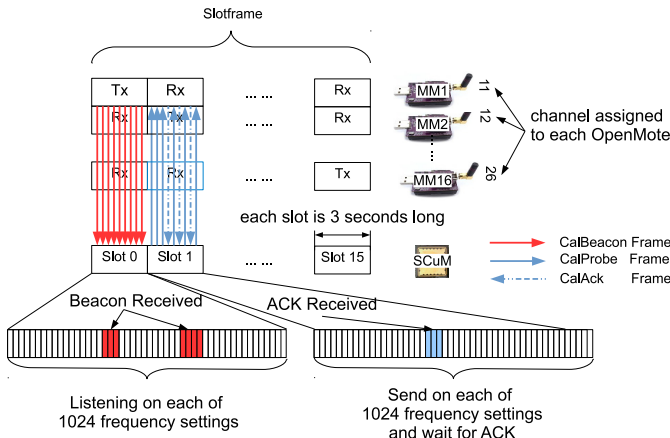 Slotframe
Tx Rx ... ... Rx
Rx Tx ... ... Rx
Rx Rx Tx
MM1 11
MM2 12
......
MM16 26
channel assigned
to each OpenMote
each slot is 3 seconds long
Slot 0 Slot 1 ... ... Slot 15
SCuM
CalBeacon Frame
CalProbe Frame
CalAck Frame
Beacon Received
ACK Received
Listening on each of
1024 frequency settings
Send on each of
1024 frequency settings
and wait for ACK